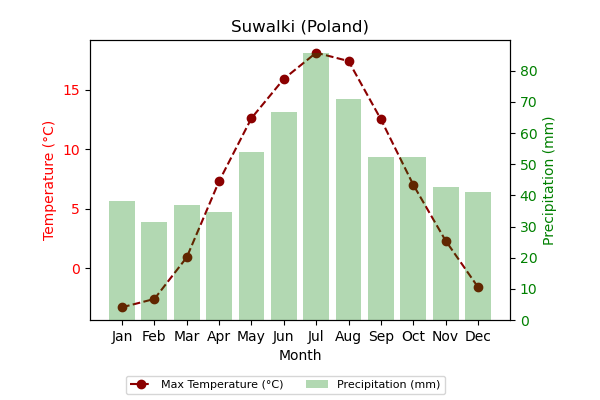 Suwalki (Poland)
Temperature (°C)
15
10
5
0
80
70
60
50
40
30
20
10
0
Precipitation (mm)
Jan Feb Mar Apr May Jun Jul Aug Sep Oct Nov Dec
Month
Max Temperature (°C) Precipitation (mm)